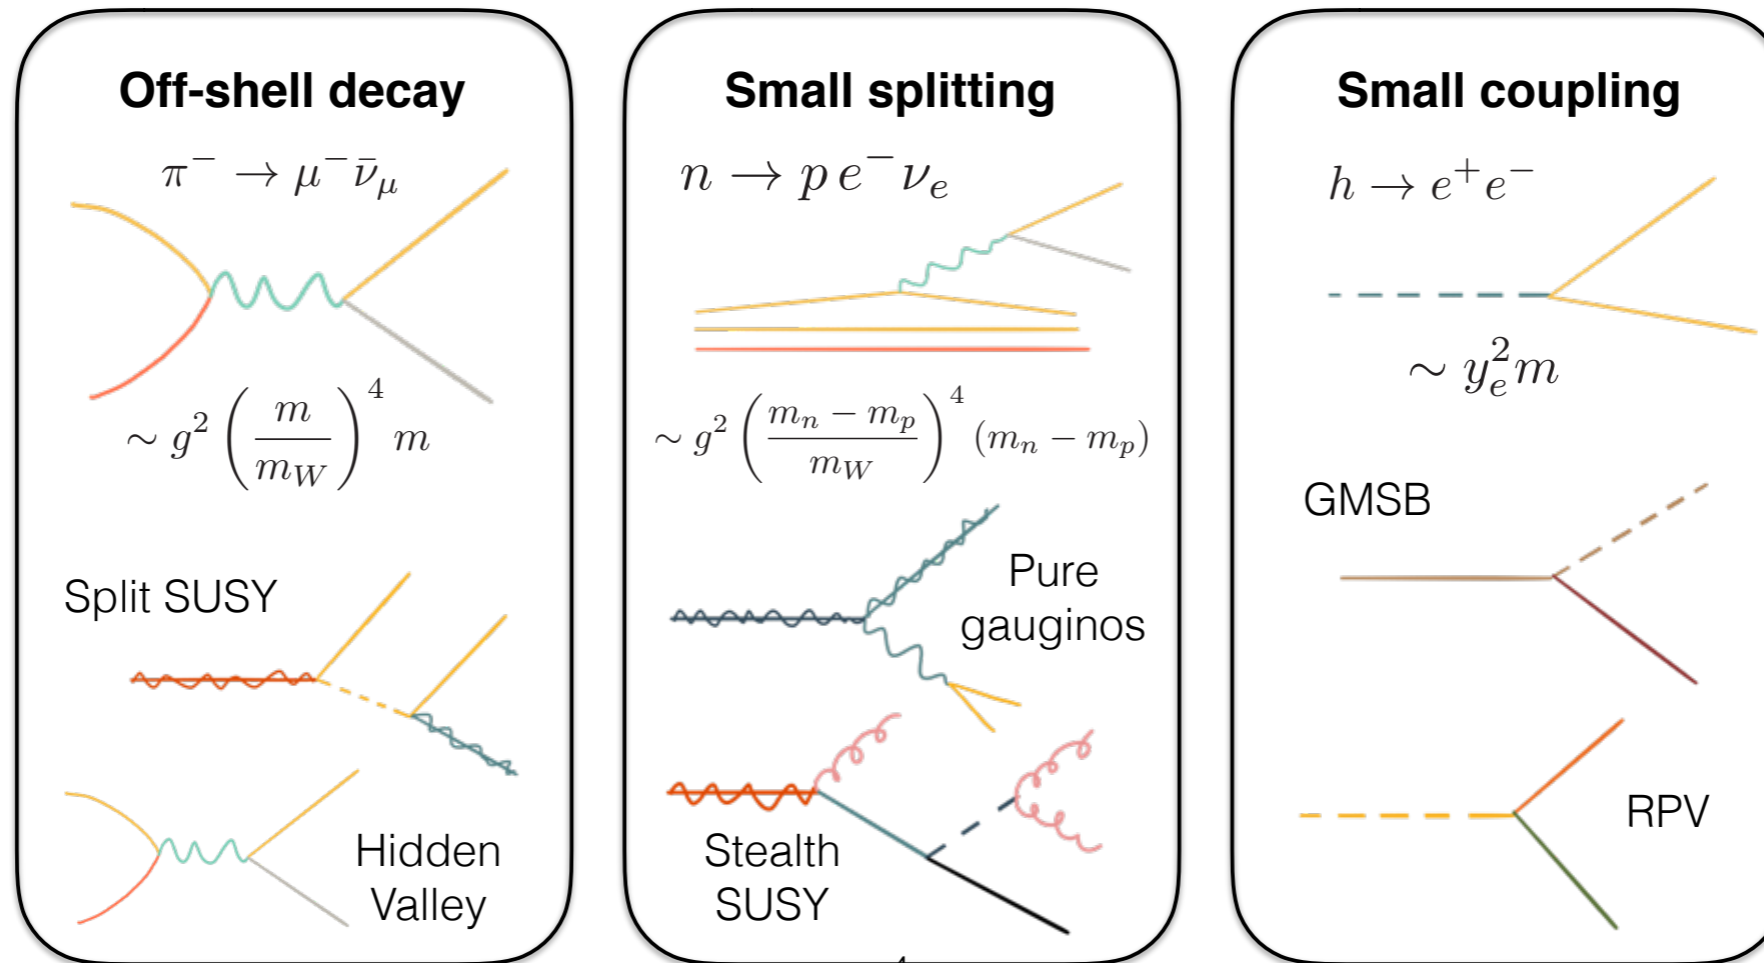 Off-shell decay
π⁻ → μ⁻ ν̄_μ
∼ g² (m / m_W)⁴ m
Split SUSY
Hidden
Valley
Small splitting
n → p e⁻ ν_e
∼ g² ((m_n − m_p) / m_W)⁴ (m_n − m_p)
Pure
gauginos
Stealth
SUSY
Small coupling
h → e⁺ e⁻
∼ y_e² m
GMSB
RPV